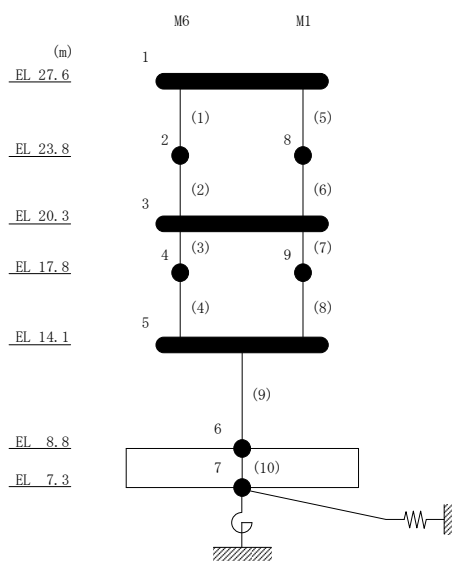 M6 M1
(m)
1
EL 27.6
(1) (5)
2 8
EL 23.8
(2) (6)
3
EL 20.3
(3) (7)
4 9
EL 17.8
(4) (8)
5
EL 14.1
(9)
6
EL 8.8
7 (10)
EL 7.3